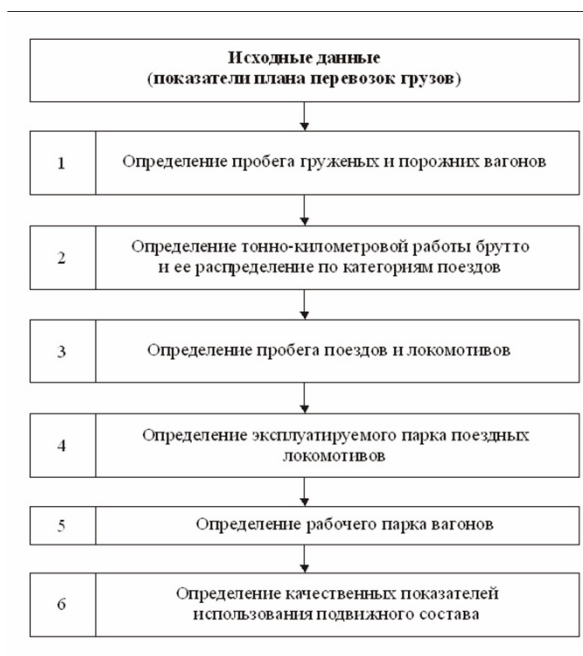 Исходные данные
(показатели плана перевозок грузов)
1
Определение пробега груженых и порожних вагонов
2
Определение тонно-километровой работы брутто
и ее распределение по категориям поездов
3
Определение пробега поездов и локомотивов
4
Определение эксплуатируемого парка поездных
локомотивов
5
Определение рабочего парка вагонов
6
Определение качественных показателей
использования подвижного состава